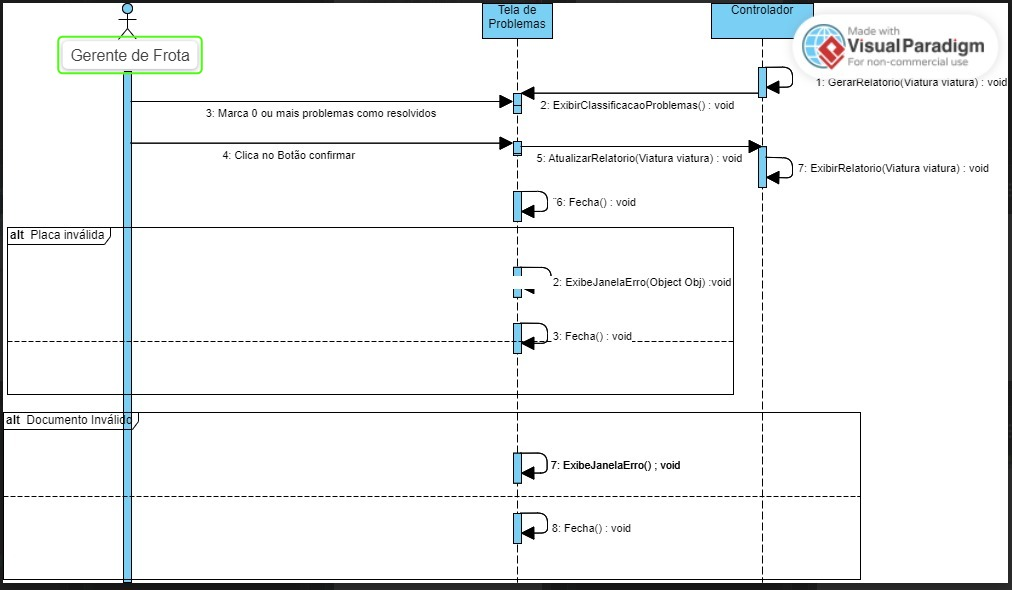 Tela de
Problemas
Controlador
Made with
Visual Paradigm
For non-commercial use
Gerente de Frota
1: GerarRelatorio(Viatura viatura) : void
2: ExibirClassificacaoProblemas() : void
3: Marca 0 ou mais problemas como resolvidos
4: Clica no Botão confirmar
5: AtualizarRelatorio(Viatura viatura) : void
7: ExibirRelatorio(Viatura viatura) : void
6: Fecha() : void
alt Placa inválida
2: ExibeJanelaErro(Object Obj) :void
3: Fecha() : void
alt Documento Inválido
7: ExibeJanelaErro() ; void
8: Fecha() : void